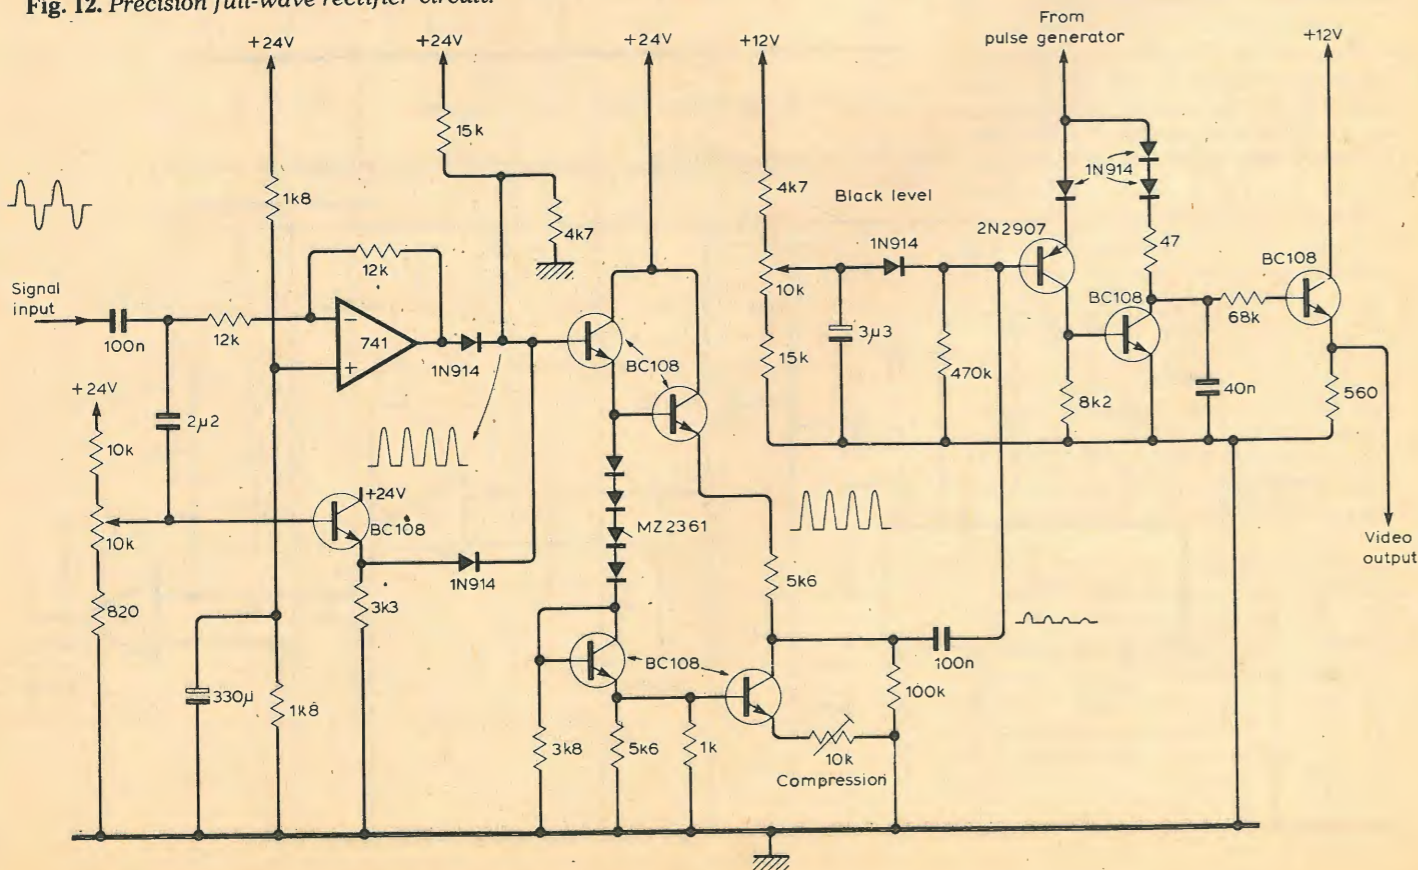 Fig. 12. Precision full-wave rectifier circuit.
From
pulse generator
+24V
+24V
+24V
+12V
+12V
15k
1k8
4k7
4k7
Black level
1N914
1N914
2N2907
47
BC108
12k
Signal
input
100n
12k
741
1N914
BC108
10k
3µ3
BC108
68k
15k
470k
8k2
40n
560
+24V
10k
2µ2
+24V
BC108
10k
MZ2361
Video
output
1N914
5k6
820
3k3
BC108
100n
100k
330µ
1k8
3k8
5k6
1k
10k
Compression